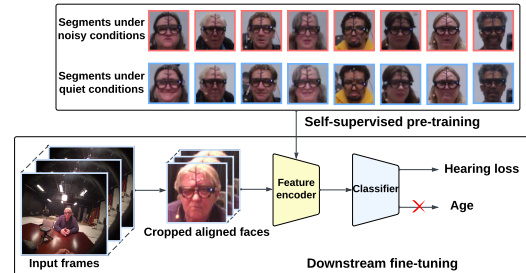 Segments under
noisy conditions
Segments under
quiet conditions
Self-supervised pre-training
Feature
encoder
Classifier
Hearing loss
Age
Cropped aligned faces
Input frames
Downstream fine-tuning